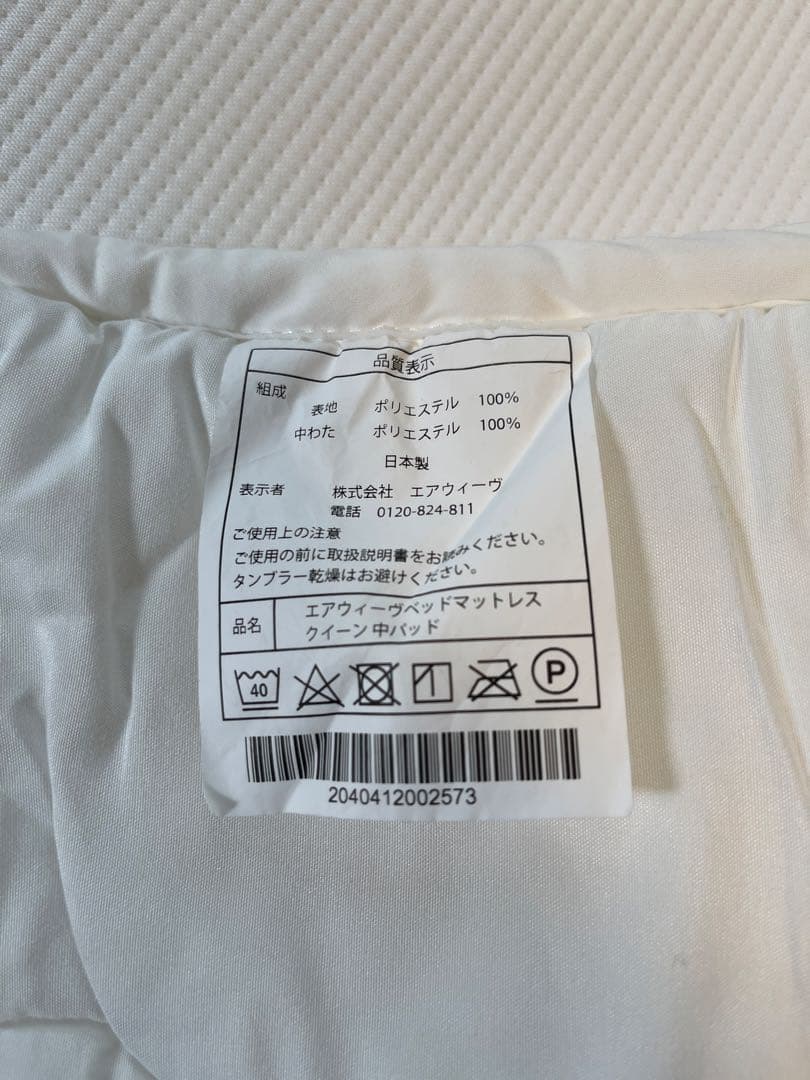 品質表示
組成
表地 ポリエステル 100%
中わた ポリエステル 100%
日本製
表示者 株式会社 エアウィーヴ
電話 0120-824-811
ご使用上の注意
ご使用の前に取扱説明書をお読みください。
タンブラー乾燥はお避けください。
品名 エアウィーヴベッドマットレス
クイーン 中パッド
40
P
2040412002573